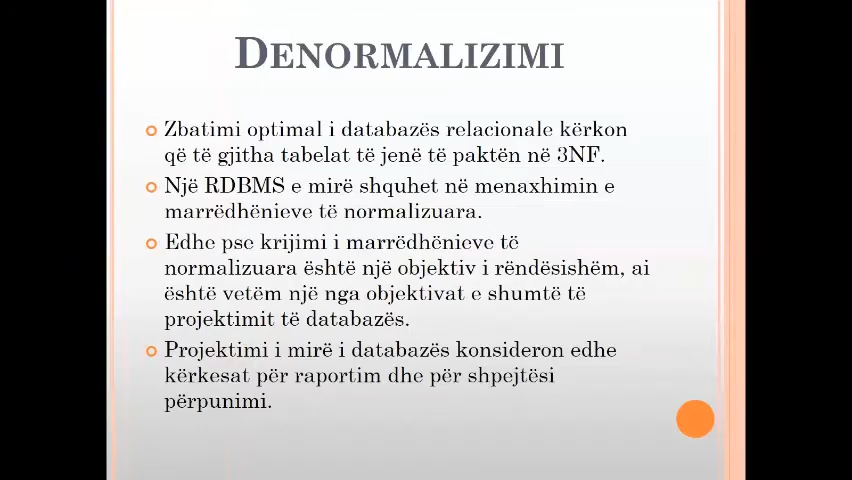 DENORMALIZIMI
Zbatimi optimal i databazës relacionale kërkon
që të gjitha tabelat të jenë të paktën në 3NF.
Një RDBMS e mirë shquhet në menaxhimin e
marrëdhënieve të normalizuara.
Edhe pse krijimi i marrëdhënieve të
normalizuara është një objektiv i rëndësishëm, ai
është vetëm një nga objektivat e shumtë të
projektimit të databazës.
Projektimi i mirë i databazës konsideron edhe
kërkesat për raportim dhe për shpejtësi
përpunimi.